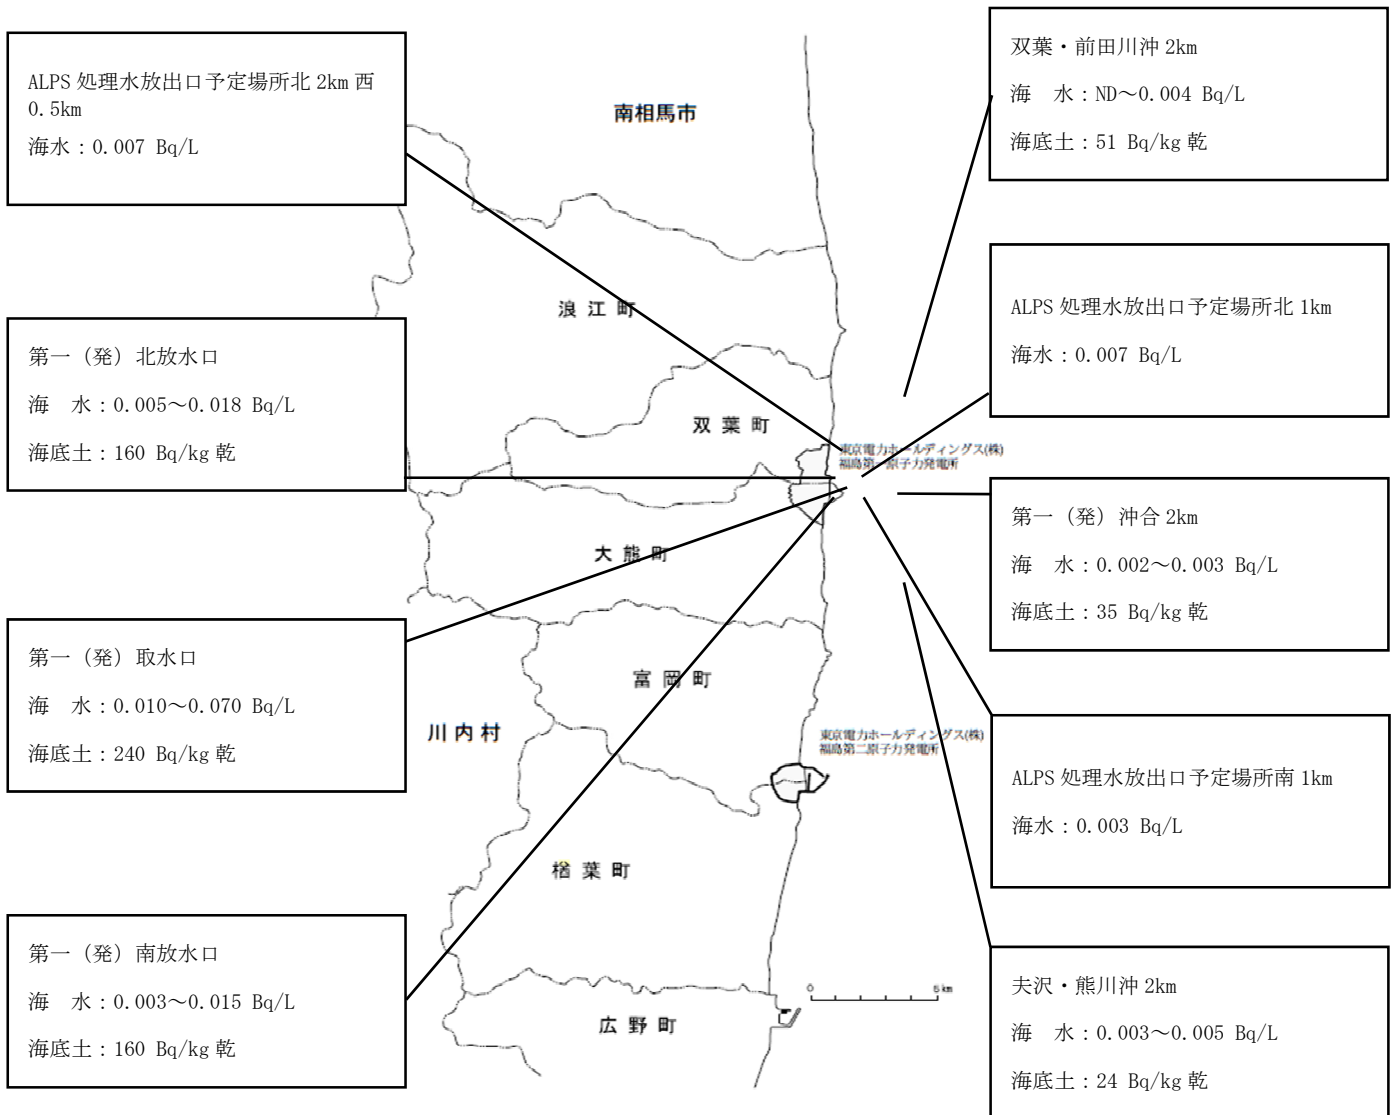 ALPS 処理水放出口予定場所北 2km 西
0.5km
海水：0.007 Bq/L
第一（発）北放水口
海　水：0.005～0.018 Bq/L
海底土：160 Bq/kg 乾
第一（発）取水口
海　水：0.010～0.070 Bq/L
海底土：240 Bq/kg 乾
第一（発）南放水口
海　水：0.003～0.015 Bq/L
海底土：160 Bq/kg 乾
南相馬市
浪 江 町
双 葉 町
東京電力ホールディングス(株)
福島第一原子力発電所
大 熊 町
富 岡 町
川 内 村
東京電力ホールディングス(株)
福島第二原子力発電所
楢 葉 町
広 野 町
0 5km
双葉・前田川沖 2km
海　水：ND～0.004 Bq/L
海底土：51 Bq/kg 乾
ALPS 処理水放出口予定場所北 1km
海水：0.007 Bq/L
第一（発）沖合 2km
海　水：0.002～0.003 Bq/L
海底土：35 Bq/kg 乾
ALPS 処理水放出口予定場所南 1km
海水：0.003 Bq/L
夫沢・熊川沖 2km
海　水：0.003～0.005 Bq/L
海底土：24 Bq/kg 乾